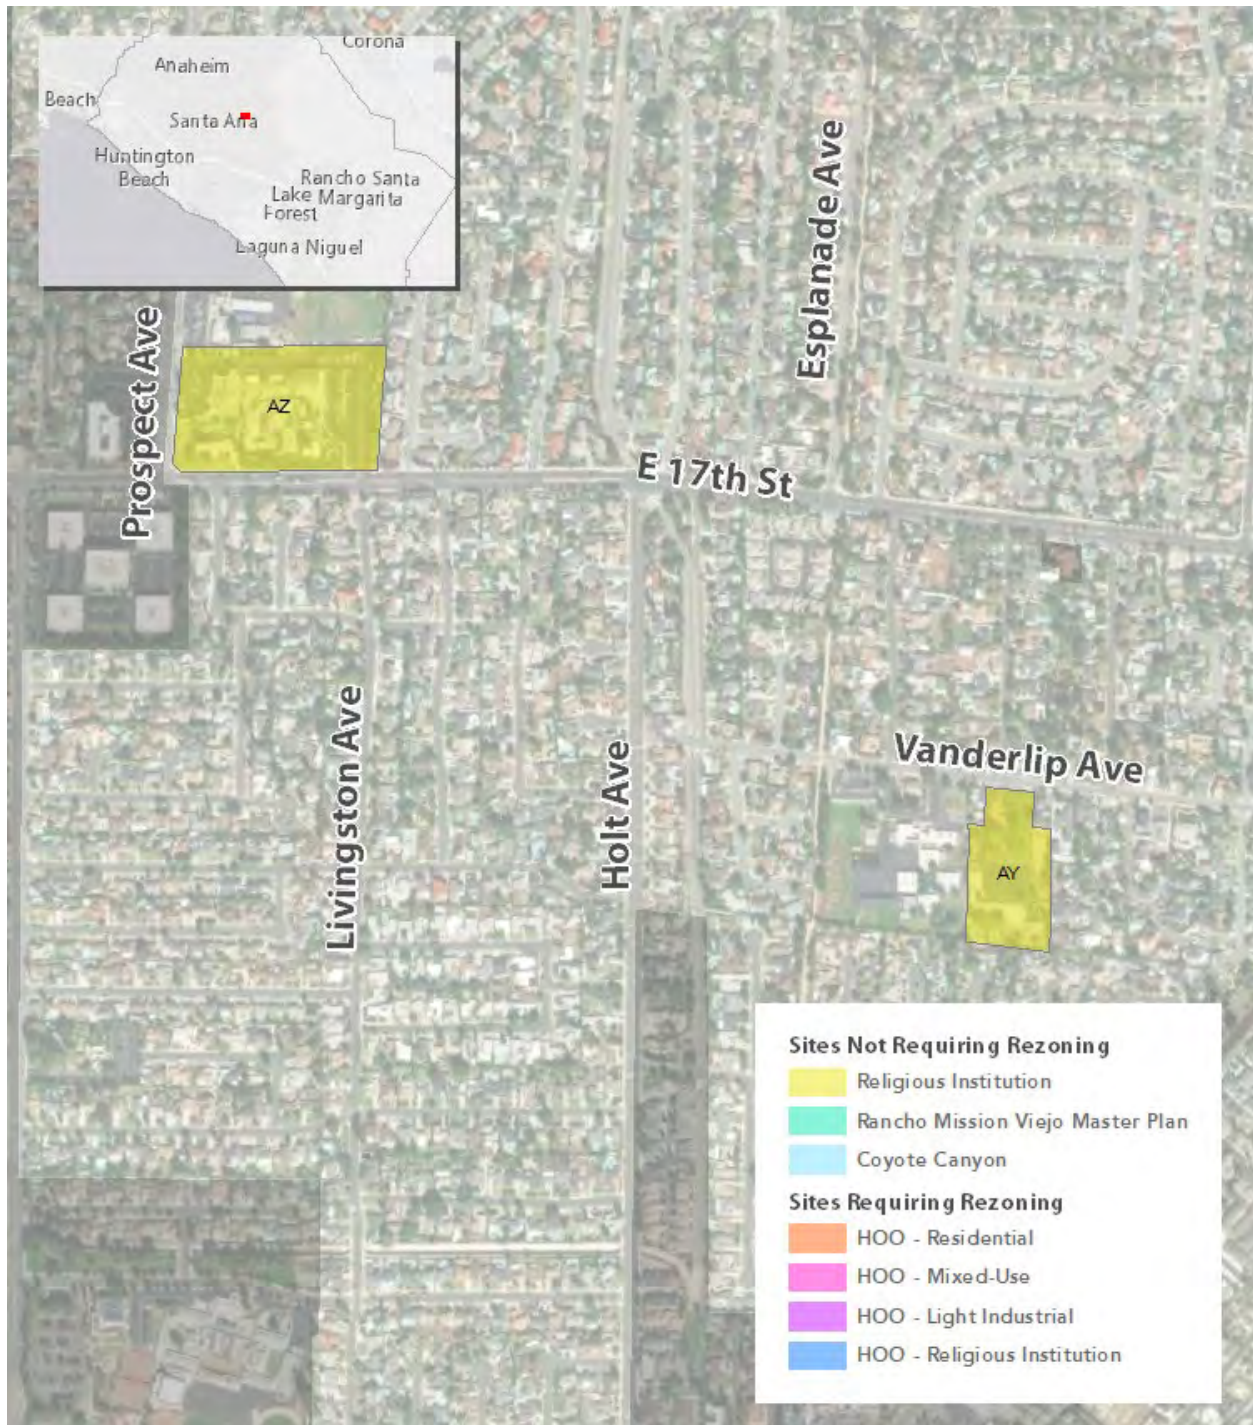 Corona
Anaheim
Beach
Santa Ana
Huntington
Beach
Rancho Santa
Lake Margarita
Forest
Laguna Niguel
Esplanade Ave
Prospect Ave
AZ
E 17th St
Livingston Ave
Holt Ave
Vanderlip Ave
AY
Sites Not Requiring Rezoning
Religious Institution
Rancho Mission Viejo Master Plan
Coyote Canyon
Sites Requiring Rezoning
HOO - Residential
HOO - Mixed-Use
HOO - Light Industrial
HOO - Religious Institution